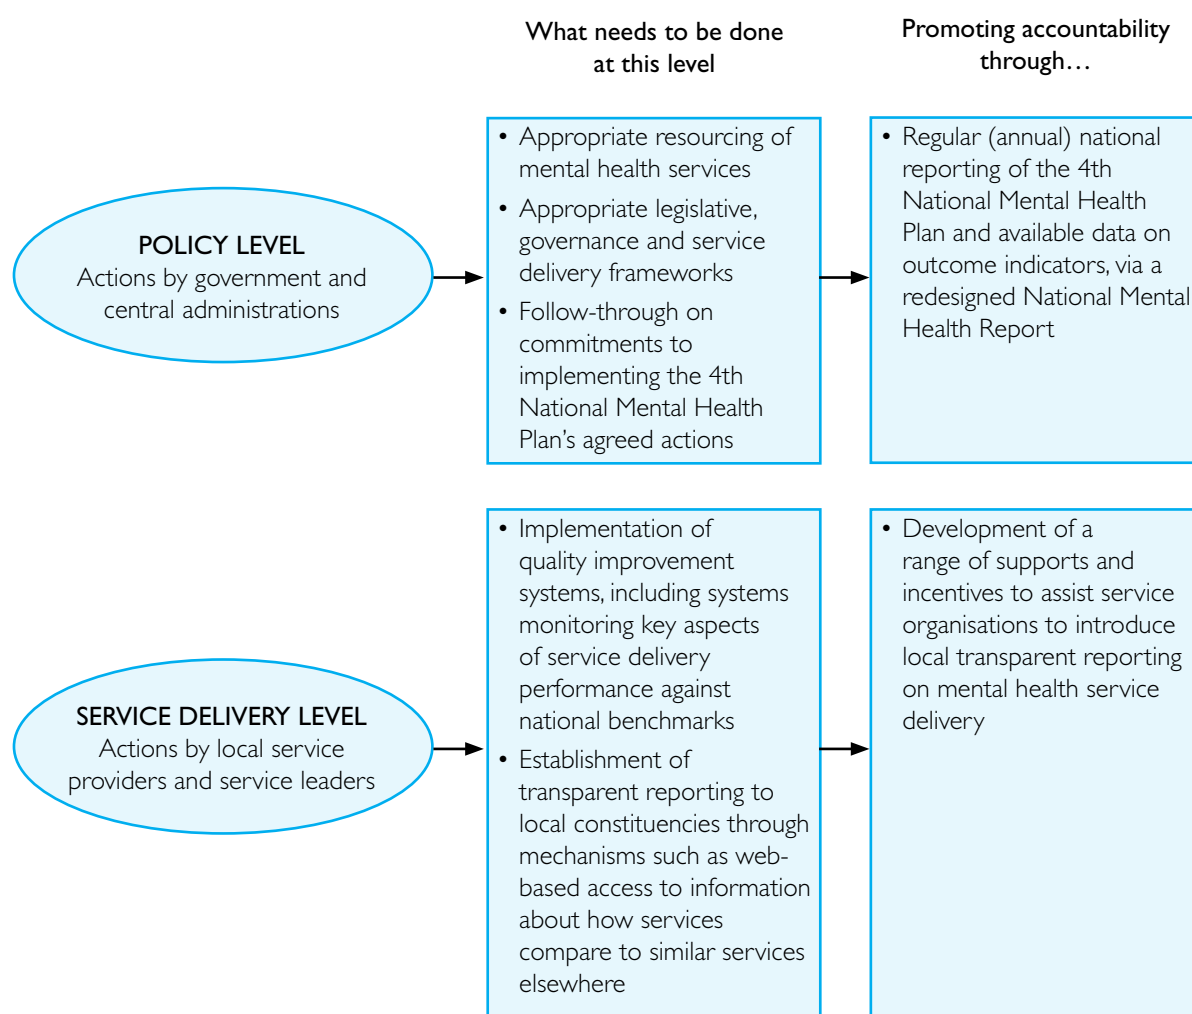 What needs to be done
at this level
Promoting accountability
through…
POLICY LEVEL
Actions by government and
central administrations
• Appropriate resourcing of
mental health services
• Appropriate legislative,
governance and service
delivery frameworks
• Follow-through on
commitments to
implementing the 4th
National Mental Health
Plan’s agreed actions
• Regular (annual) national
reporting of the 4th
National Mental Health
Plan and available data on
outcome indicators, via a
redesigned National Mental
Health Report
SERVICE DELIVERY LEVEL
Actions by local service
providers and service leaders
• Implementation of
quality improvement
systems, including systems
monitoring key aspects
of service delivery
performance against
national benchmarks
• Establishment of
transparent reporting to
local constituencies through
mechanisms such as web-
based access to information
about how services
compare to similar services
elsewhere
• Development of a
range of supports and
incentives to assist service
organisations to introduce
local transparent reporting
on mental health service
delivery